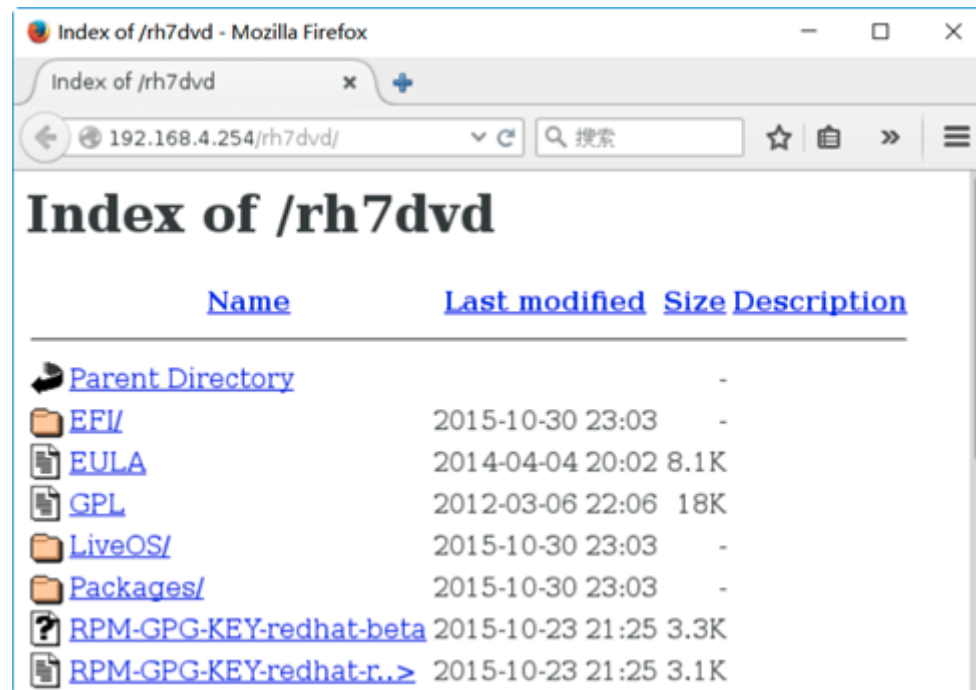 Index of /rh7dvd - Mozilla Firefox
Index of /rh7dvd
192.168.4.254/rh7dvd/ 搜索
Index of /rh7dvd
Name Last modified Size Description
Parent Directory -
EFI/ 2015-10-30 23:03 -
EULA 2014-04-04 20:02 8.1K
GPL 2012-03-06 22:06 18K
LiveOS/ 2015-10-30 23:03 -
Packages/ 2015-10-30 23:03 -
RPM-GPG-KEY-redhat-beta 2015-10-23 21:25 3.3K
RPM-GPG-KEY-redhat-r..> 2015-10-23 21:25 3.1K